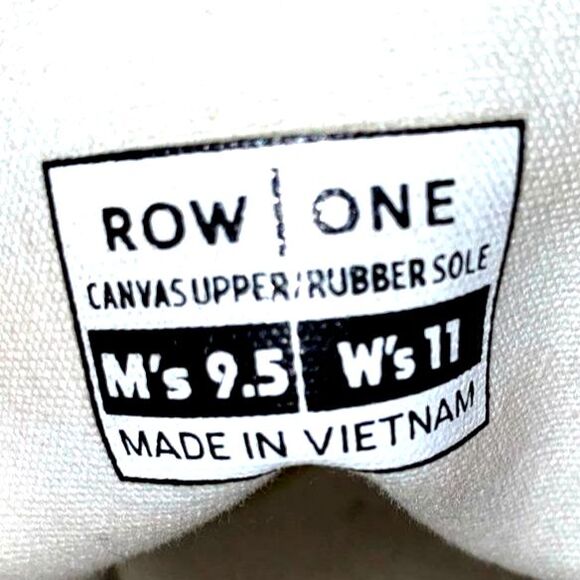 ROW ONE
CANVAS UPPER/RUBBER SOLE
M's 9.5 W's 11
MADE IN VIETNAM